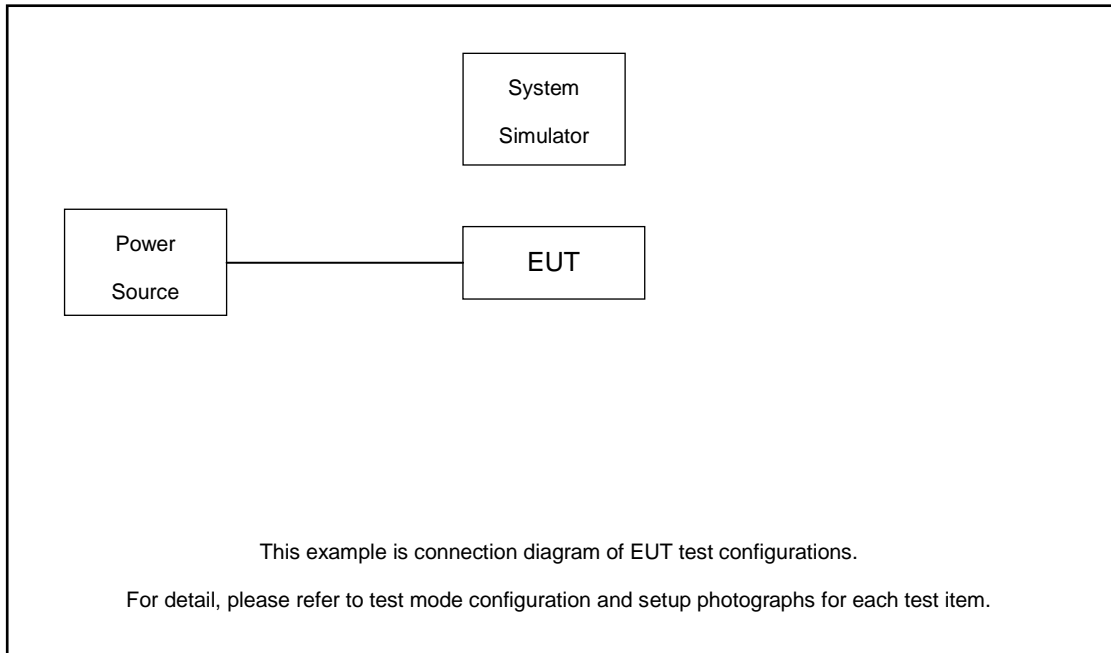 System
Simulator
Power
Source
EUT
This example is connection diagram of EUT test configurations.
For detail, please refer to test mode configuration and setup photographs for each test item.